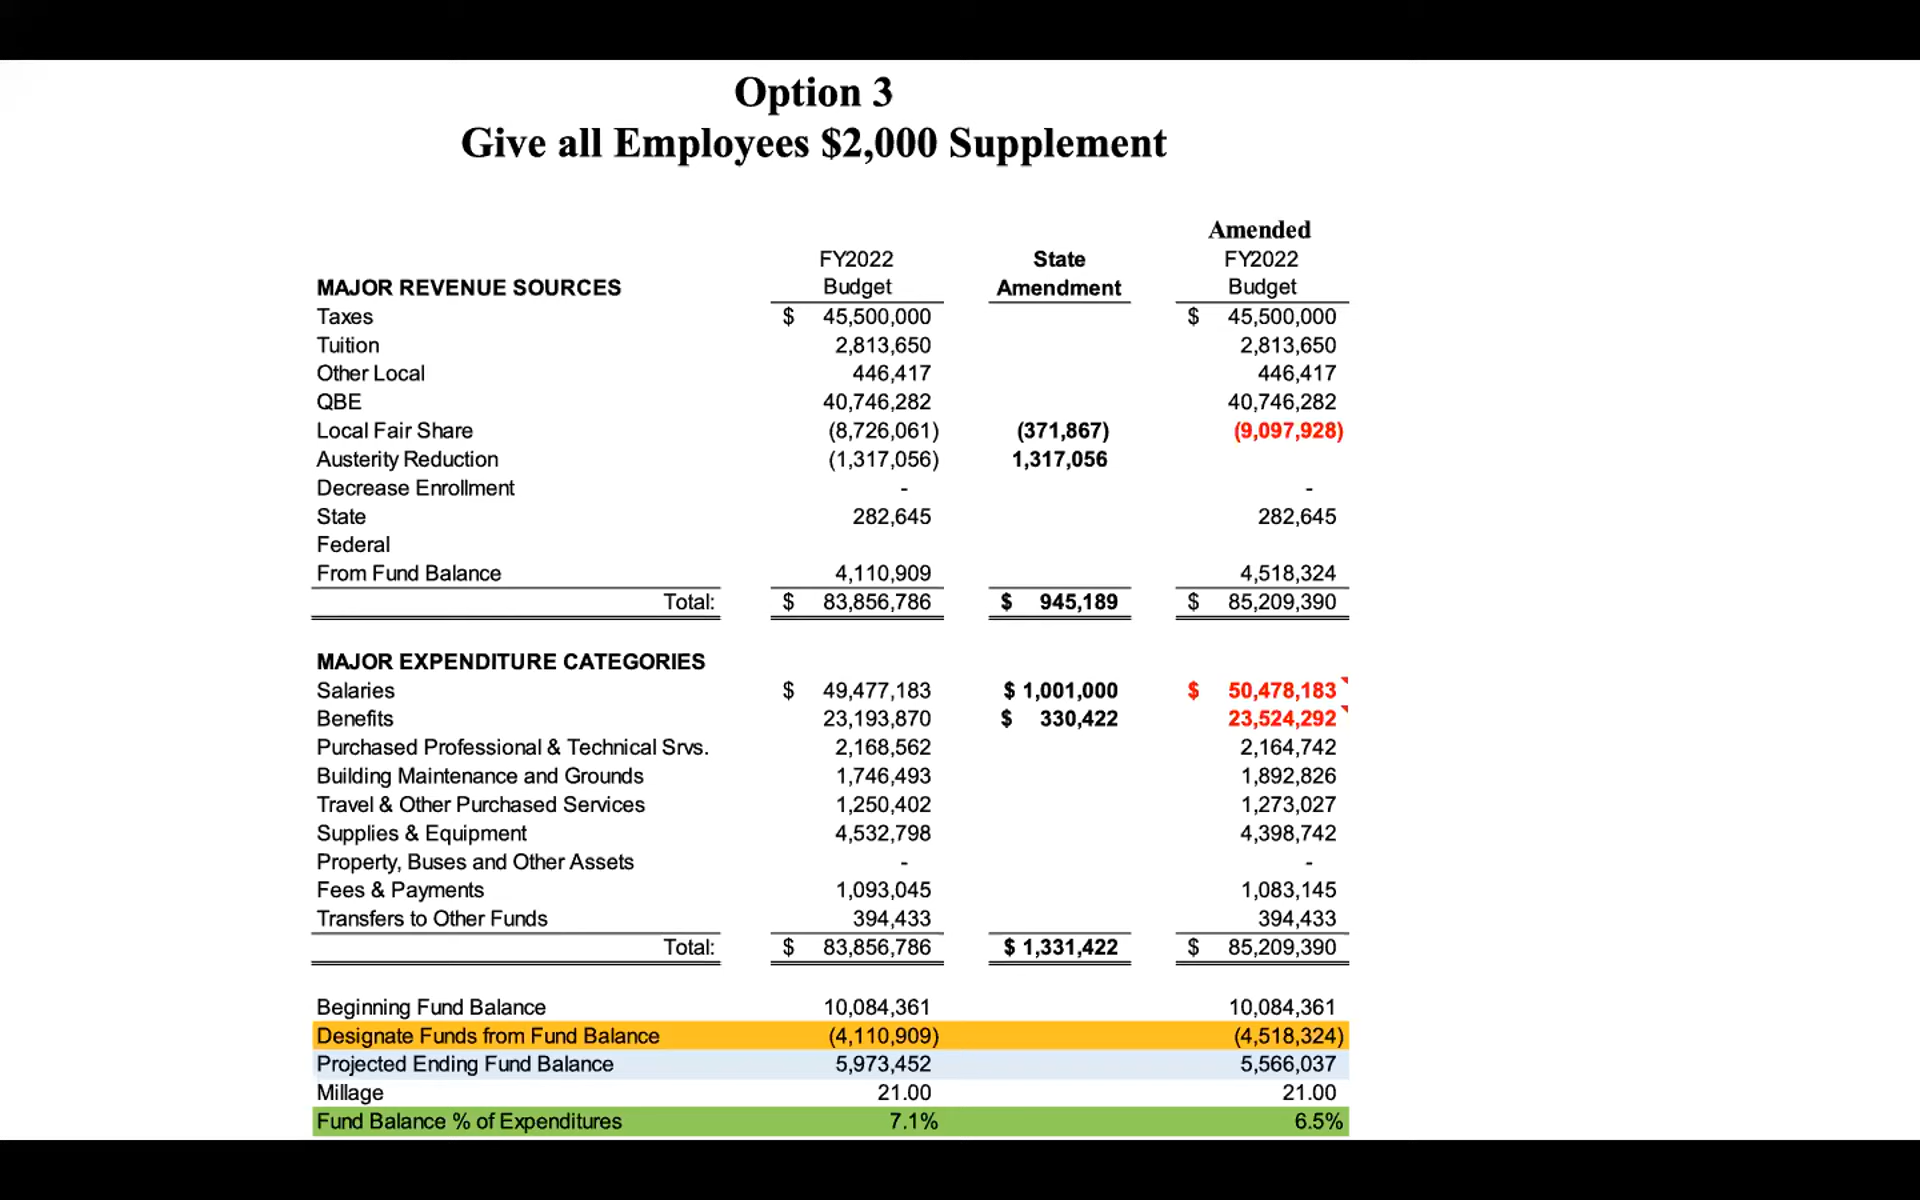 Option 3
Give all Employees $2,000 Supplement
Amended
FY2022 State FY2022
MAJOR REVENUE SOURCES Budget Amendment Budget
Taxes $ 45,500,000 $ 45,500,000
Tuition 2,813,650 2,813,650
Other Local 446,417 446,417
QBE 40,746,282 40,746,282
Local Fair Share (8,726,061) (371,867) (9,097,928)
Austerity Reduction (1,317,056) 1,317,056
Decrease Enrollment - -
State 282,645 282,645
Federal
From Fund Balance 4,110,909 4,518,324
Total: $ 83,856,786 $ 945,189 $ 85,209,390
MAJOR EXPENDITURE CATEGORIES
Salaries $ 49,477,183 $ 1,001,000 $ 50,478,183
Benefits 23,193,870 $ 330,422 23,524,292
Purchased Professional & Technical Srvs. 2,168,562 2,164,742
Building Maintenance and Grounds 1,746,493 1,892,826
Travel & Other Purchased Services 1,250,402 1,273,027
Supplies & Equipment 4,532,798 4,398,742
Property, Buses and Other Assets - -
Fees & Payments 1,093,045 1,083,145
Transfers to Other Funds 394,433 394,433
Total: $ 83,856,786 $ 1,331,422 $ 85,209,390
Beginning Fund Balance 10,084,361 10,084,361
Designate Funds from Fund Balance (4,110,909) (4,518,324)
Projected Ending Fund Balance 5,973,452 5,566,037
Millage 21.00 21.00
Fund Balance % of Expenditures 7.1% 6.5%